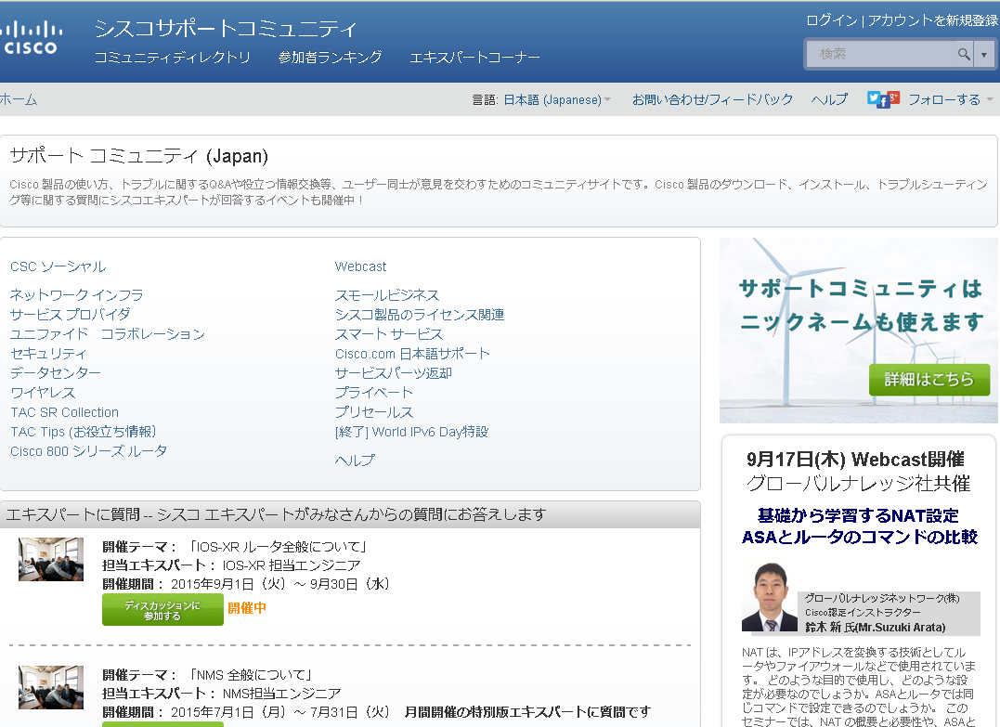 ログイン | アカウントを新規登録
CISCO
シスコサポートコミュニティ
コミュニティディレクトリ 参加者ランキング エキスパートコーナー
検索
ホーム
言語: 日本語 (Japanese) お問い合わせ/フィードバック ヘルプ フォローする
サポート コミュニティ (Japan)
Cisco 製品の使い方、トラブルに関するQ&Aや役立つ情報交換等、ユーザー同士が意見を交わすためのコミュニティサイトです。Cisco 製品のダウンロード、インストール、トラブルシューティン
グ等に関する質問にシスコエキスパートが回答するイベントも開催中！
CSC ソーシャル
ネットワーク インフラ
サービス プロバイダ
ユニファイド コラボレーション
セキュリティ
データセンター
ワイヤレス
TAC SR Collection
TAC Tips (お役立ち情報)
Cisco 800 シリーズ ルータ
Webcast
スモールビジネス
シスコ製品のライセンス関連
スマート サービス
Cisco.com 日本語サポート
サービスパーツ返却
プライベート
プリセールス
[終了] World IPv6 Day特設
ヘルプ
サポートコミュニティは
ニックネームも使えます
詳細はこちら
エキスパートに質問 -- シスコ エキスパートがみなさんからの質問にお答えします
開催テーマ： 「IOS-XR ルータ全般について」
担当エキスパート： IOS-XR 担当エンジニア
開催期間： 2015年9月1日（火）～ 9月30日（水）
ディスカッションに
参加する
開催中
開催テーマ： 「NMS 全般について」
担当エキスパート： NMS担当エンジニア
開催期間： 2015年7月1日（月）～ 7月31日（火） 月間開催の特別版エキスパートに質問です
9月17日(木) Webcast開催
グローバルナレッジ社共催
基礎から学習するNAT設定
ASAとルータのコマンドの比較
グローバルナレッジネットワーク(株)
Cisco認定インストラクター
鈴木 新 氏(Mr.Suzuki Arata)
NAT は、IPアドレスを変換する技術としてル
ータやファイアウォールなどで使用されていま
す。 どのような目的で使用し、どのような設
定が必要なのでしょうか。ASAとルータでは同
じコマンドで設定できるのでしょうか。 この
セミナーでは、NAT の概要と必要性や、ASAと